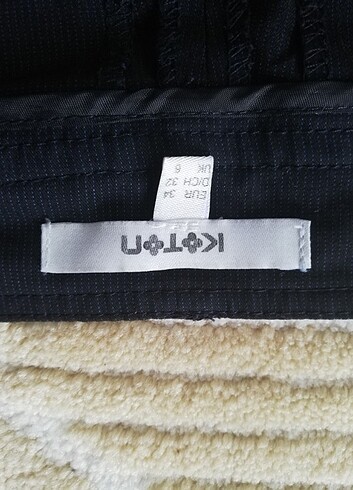 KOTON
EUR 34
D/CH 32
UK 6